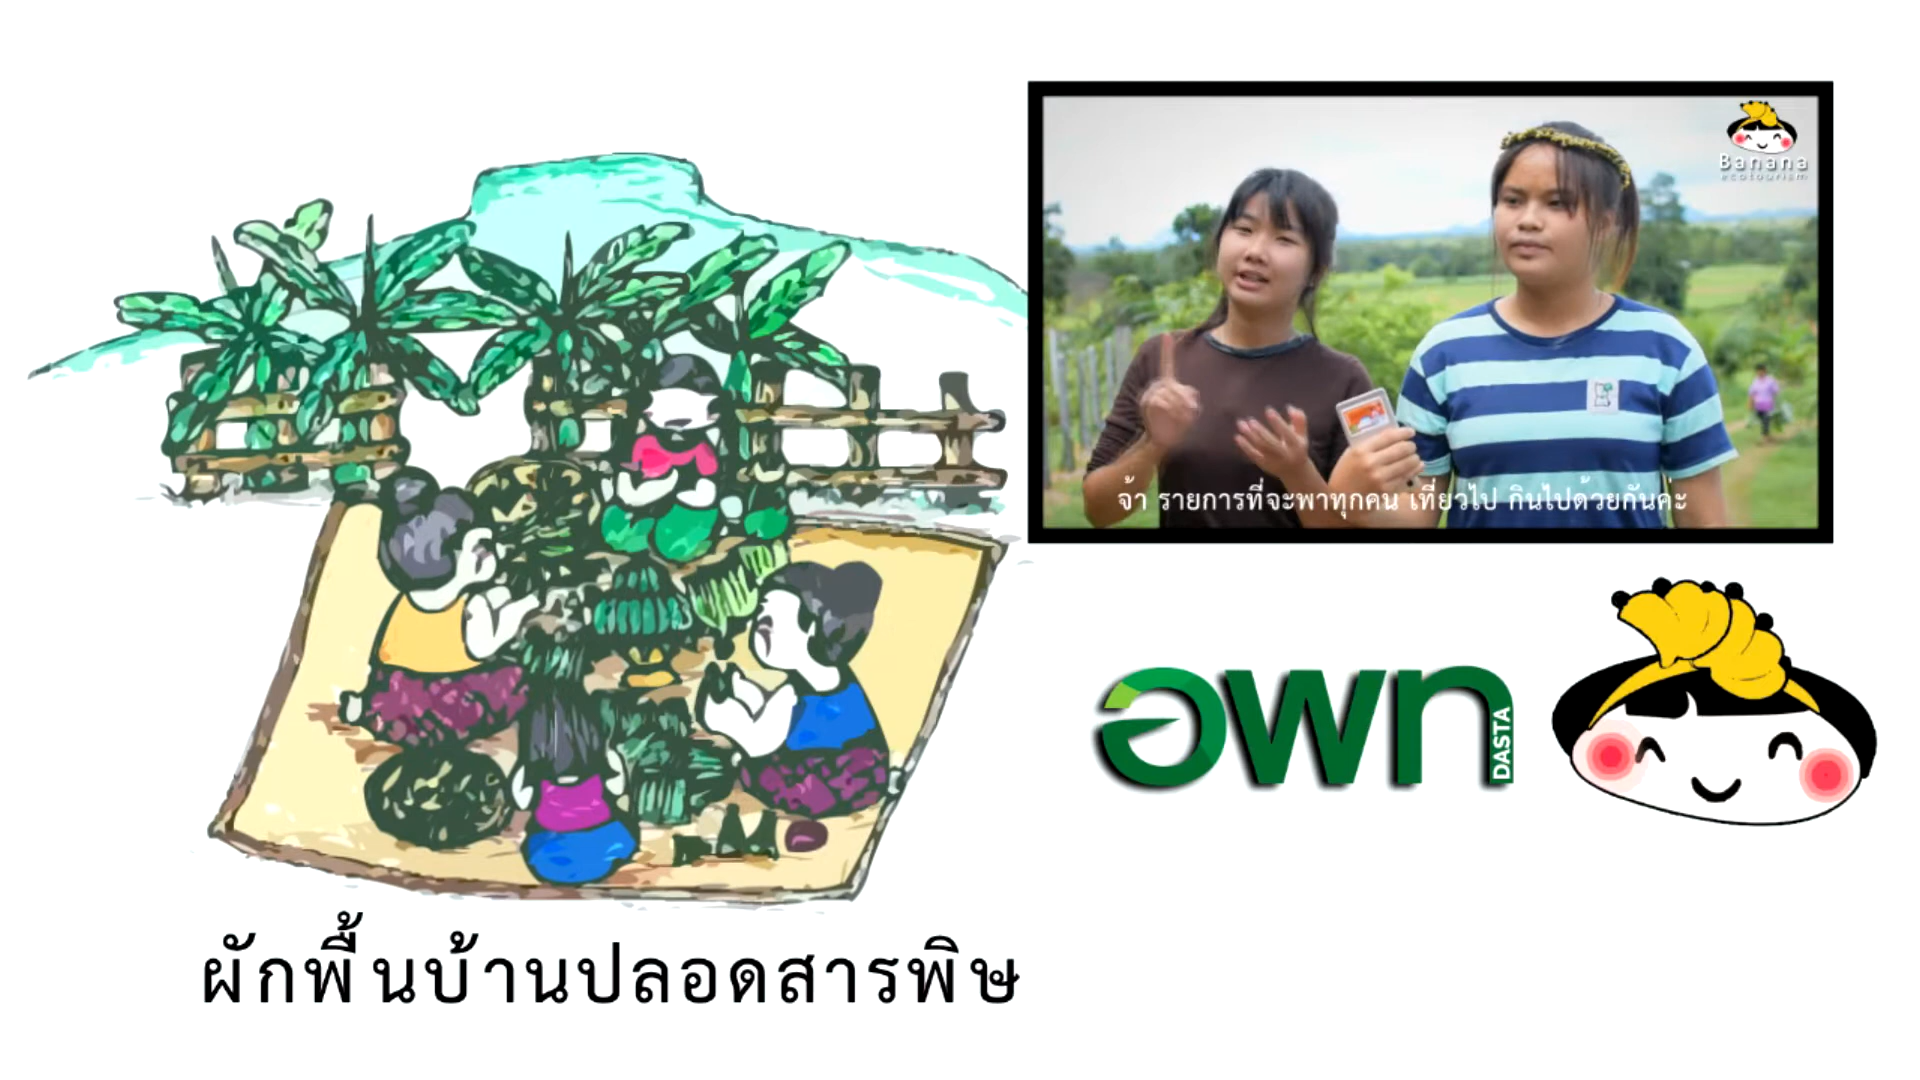 Banana
ecotourism
จ้า รายการที่จะพาทุกคน เที่ยวไป กินไปด้วยกันค่ะ
อพท
DASTA
ผักพื้นบ้านปลอดสารพิษ